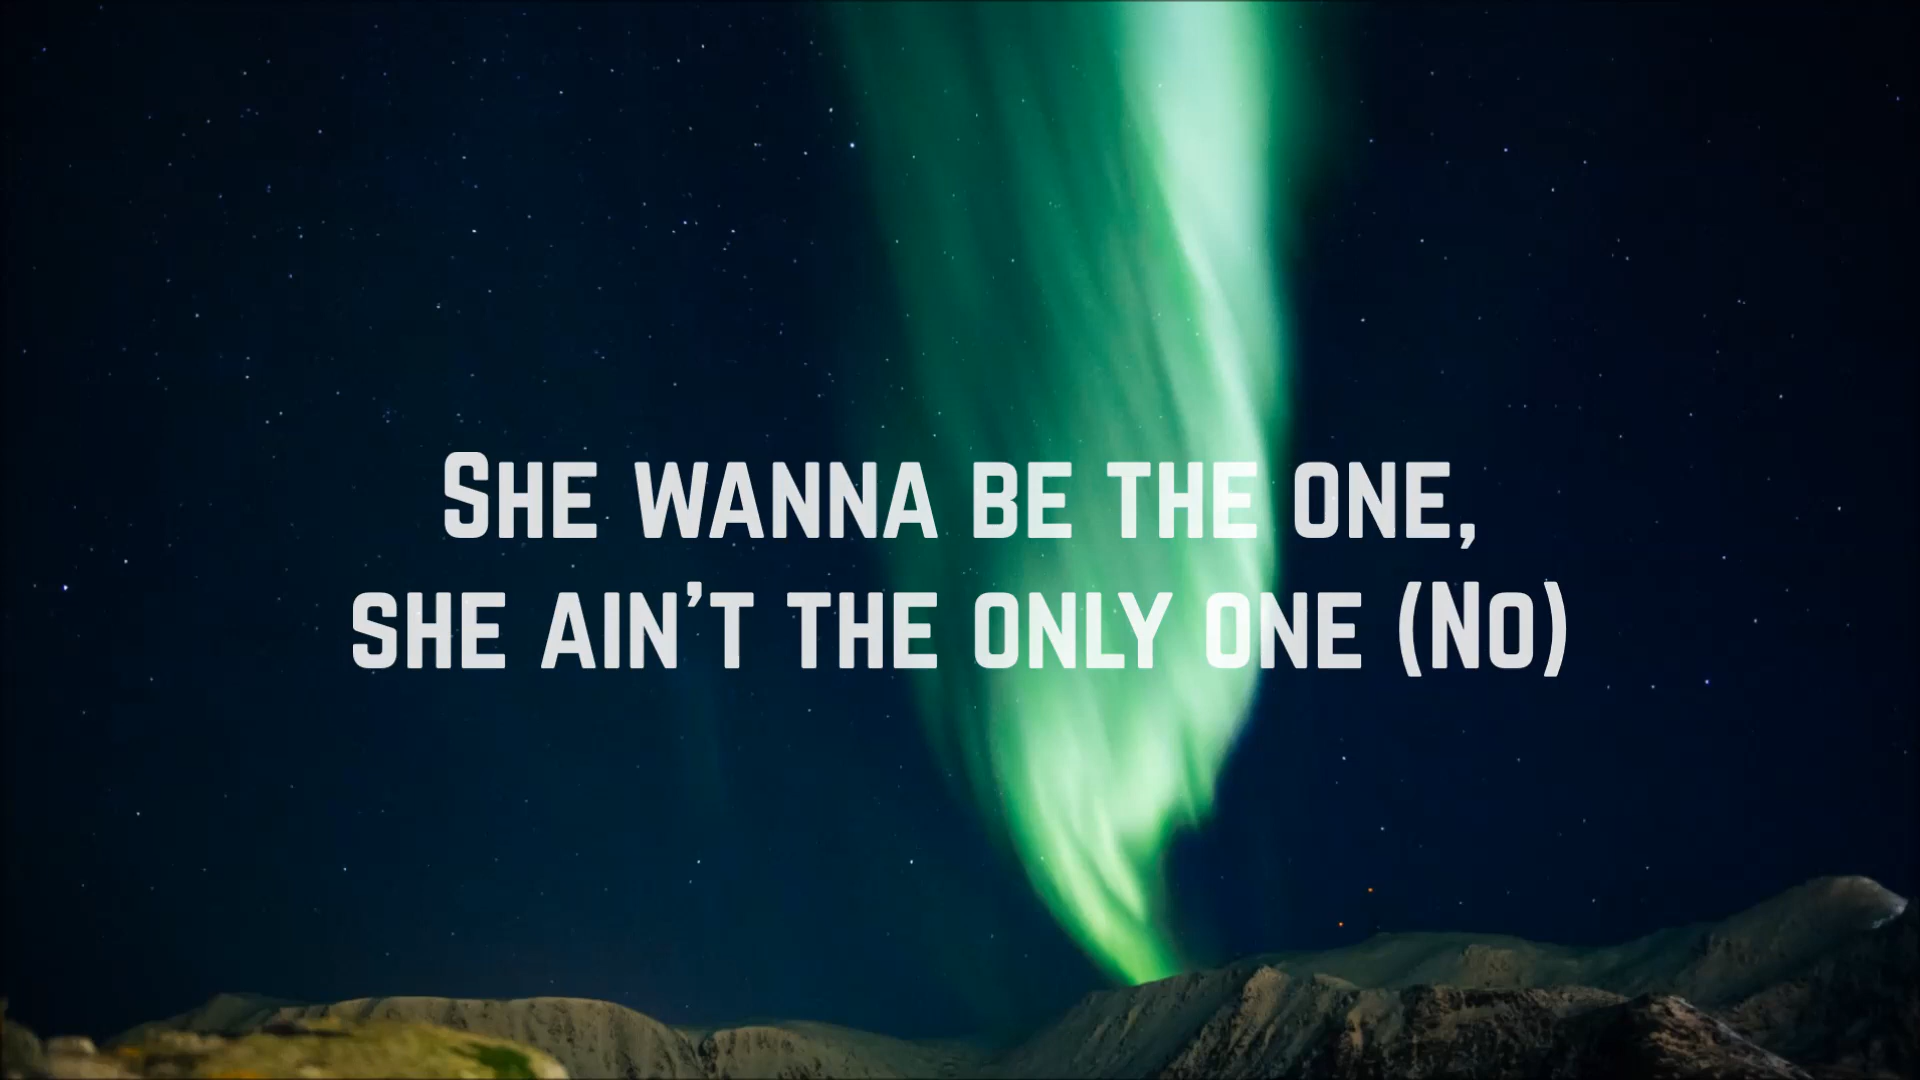 She wanna be the one,
she ain't the only one (No)